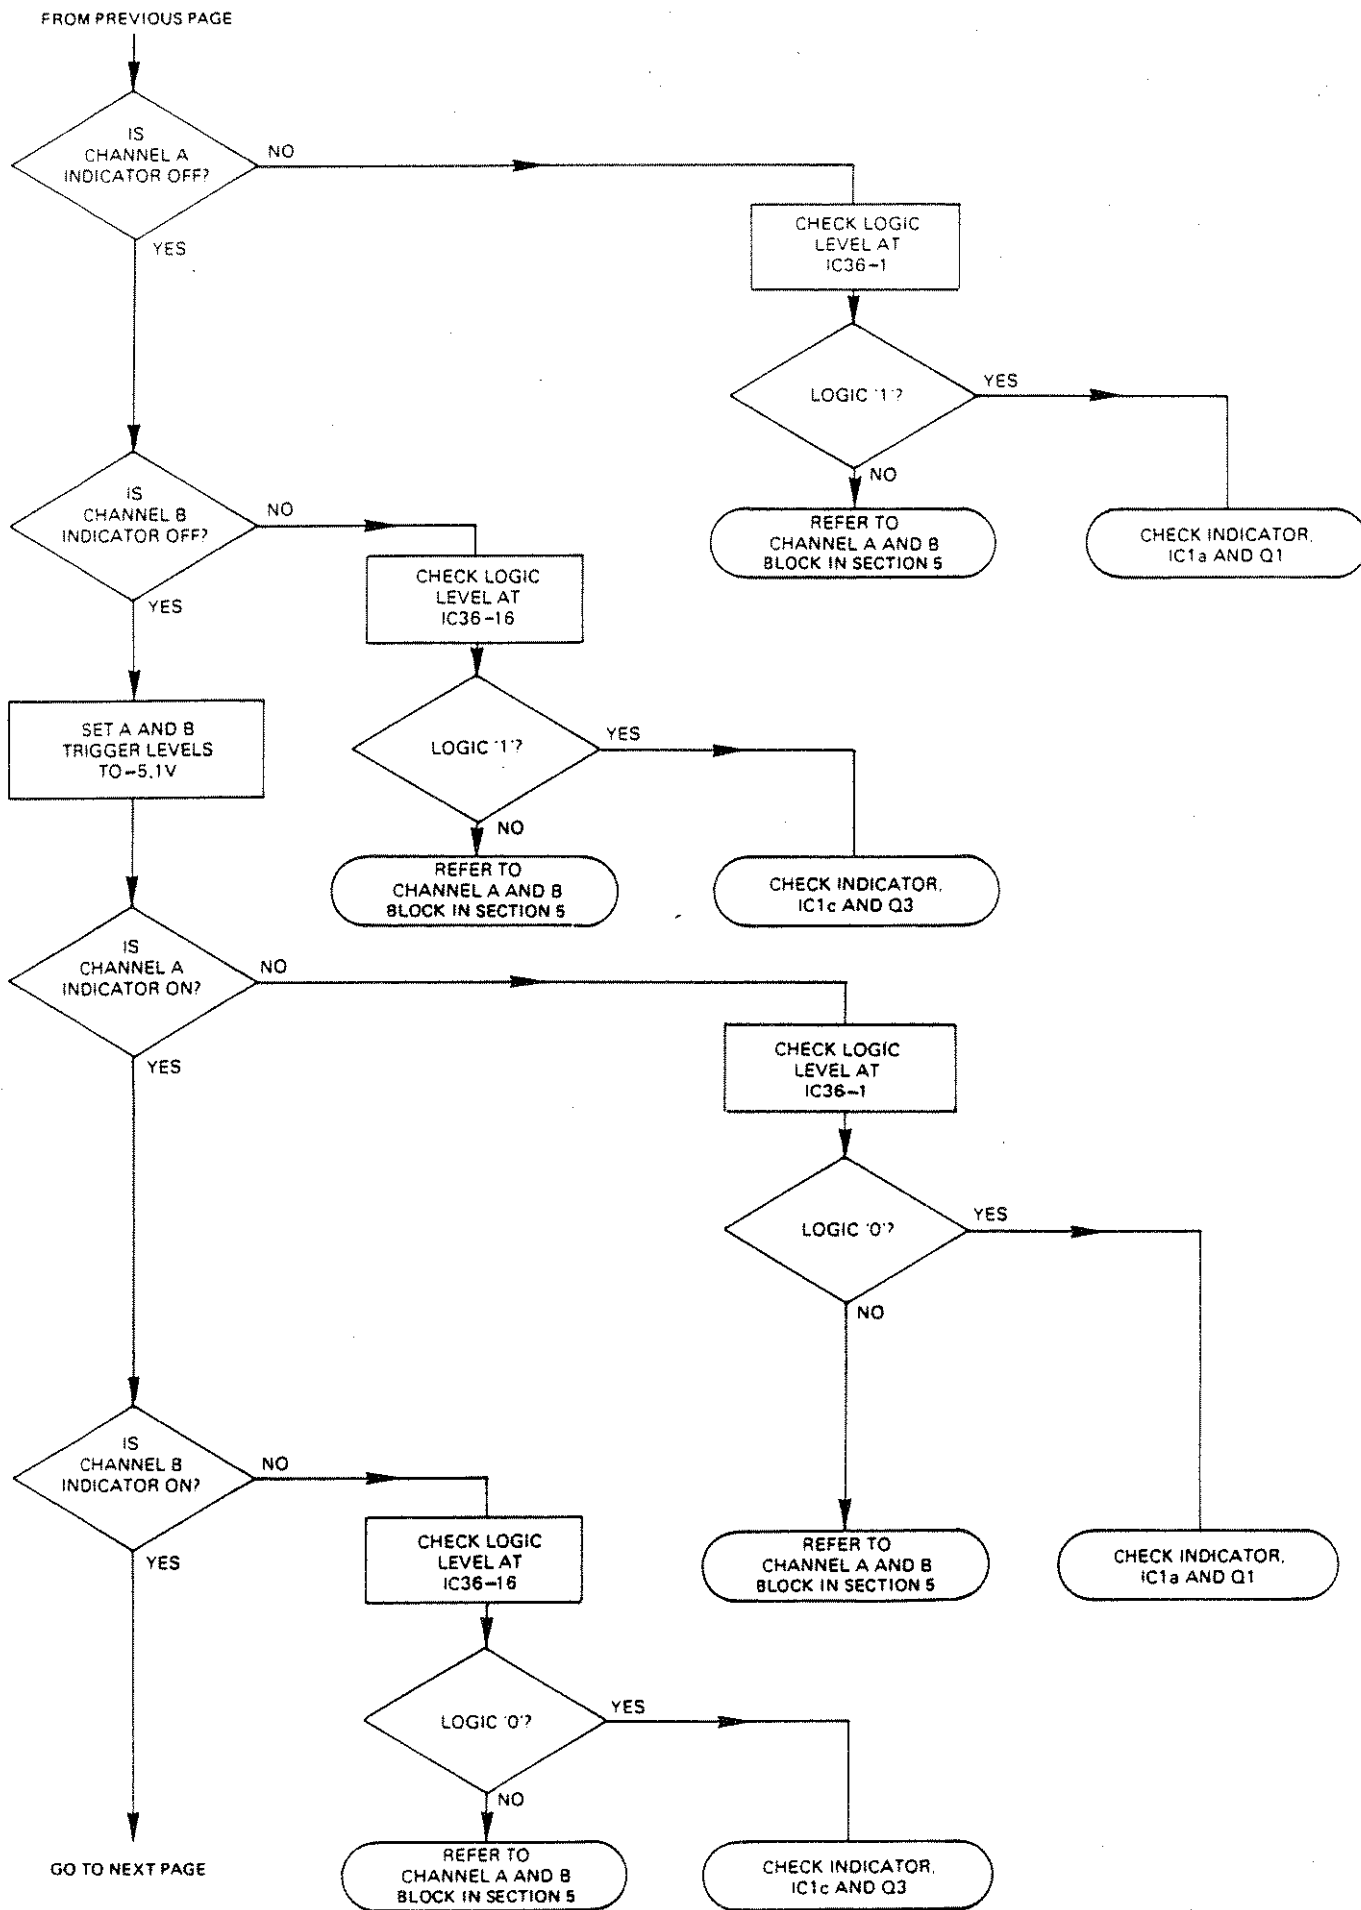 FROM PREVIOUS PAGE
IS
CHANNEL A
INDICATOR OFF?
NO
YES
CHECK LOGIC
LEVEL AT
IC36-1
LOGIC '1'?
YES
NO
REFER TO
CHANNEL A AND B
BLOCK IN SECTION 5
CHECK INDICATOR,
IC1a AND Q1
IS
CHANNEL B
INDICATOR OFF?
NO
YES
CHECK LOGIC
LEVEL AT
IC36-16
LOGIC '1'?
YES
NO
REFER TO
CHANNEL A AND B
BLOCK IN SECTION 5
CHECK INDICATOR,
IC1c AND Q3
SET A AND B
TRIGGER LEVELS
TO-5.1V
IS
CHANNEL A
INDICATOR ON?
NO
YES
CHECK LOGIC
LEVEL AT
IC36-1
LOGIC '0'?
YES
NO
REFER TO
CHANNEL A AND B
BLOCK IN SECTION 5
CHECK INDICATOR,
IC1a AND Q1
IS
CHANNEL B
INDICATOR ON?
NO
YES
CHECK LOGIC
LEVEL AT
IC36-16
LOGIC '0'?
YES
NO
REFER TO
CHANNEL A AND B
BLOCK IN SECTION 5
CHECK INDICATOR,
IC1c AND Q3
GO TO NEXT PAGE